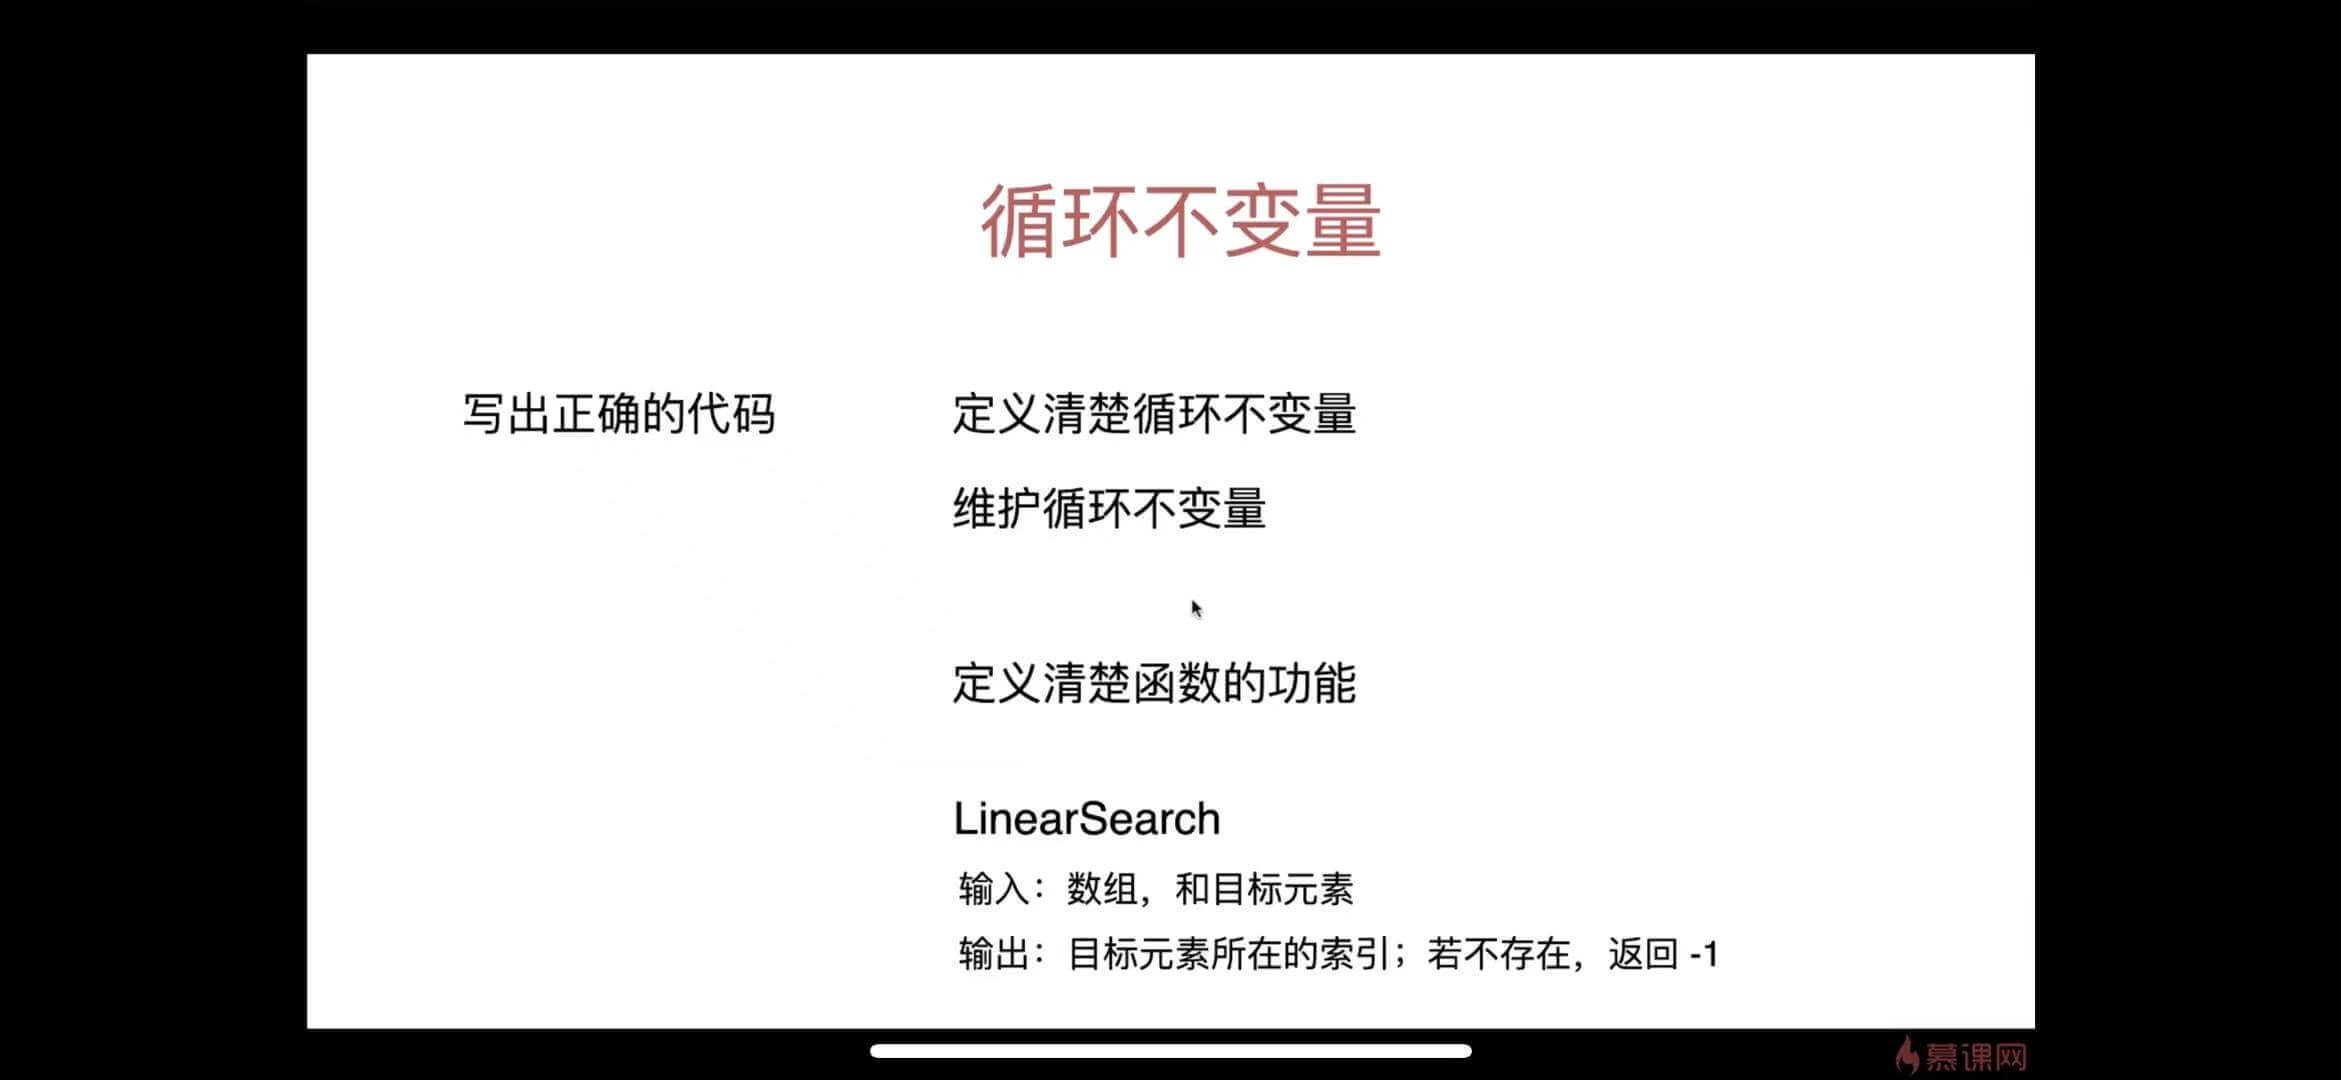 循环不变量
写出正确的代码
定义清楚循环不变量
维护循环不变量
定义清楚函数的功能
LinearSearch
输入：数组，和目标元素
输出：目标元素所在的索引；若不存在，返回 -1
慕课网